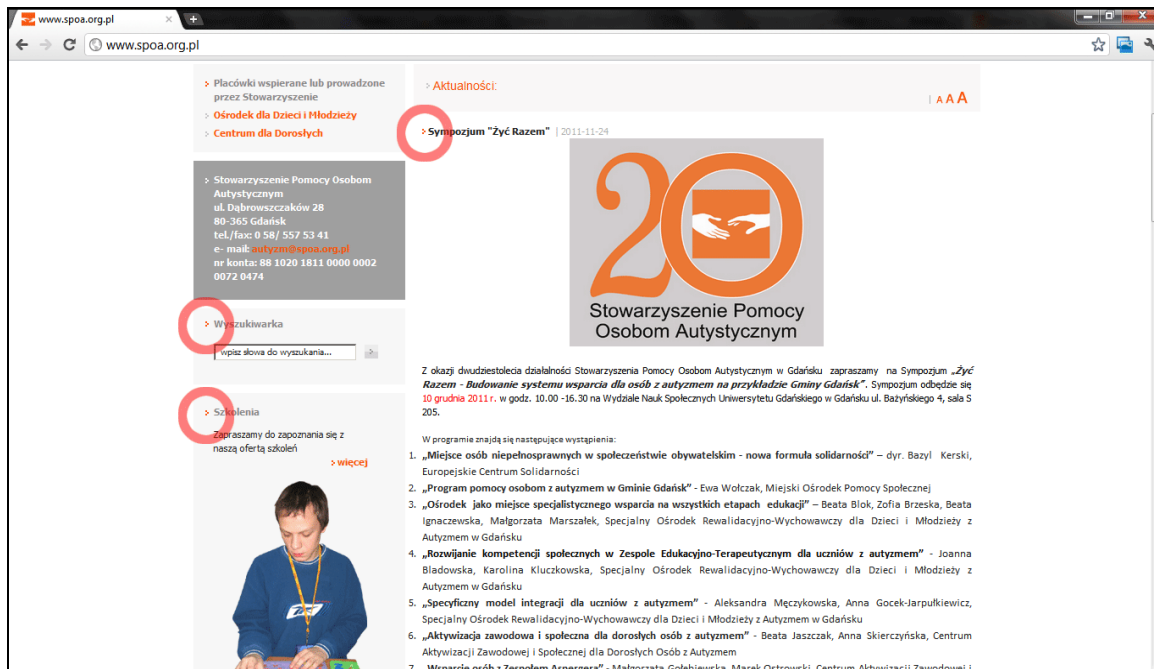 www.spoa.org.pl
www.spoa.org.pl
Placówki wspierane lub prowadzone
przez Stowarzyszenie
Ośrodek dla Dzieci i Młodzieży
Centrum dla Dorosłych
Stowarzyszenie Pomocy Osobom
Autystycznym
ul. Dąbrowszczaków 28
80-365 Gdańsk
tel./fax: 0 58/ 557 53 41
e- mail: autyzm@spoa.org.pl
nr konta: 88 1020 1811 0000 0002
0072 0474
Wyszukiwarka
wpisz słowa do wyszukania...
Szkolenia
Zapraszamy do zapoznania się z
naszą ofertą szkoleń
więcej
Aktualności:
| A A A
Sympozjum "Żyć Razem" | 2011-11-24
20
Stowarzyszenie Pomocy
Osobom Autystycznym
Z okazji dwudziestolecia działalności Stowarzyszenia Pomocy Osobom Autystycznym w Gdańsku zapraszamy na Sympozjum „Żyć
Razem - Budowanie systemu wsparcia dla osób z autyzmem na przykładzie Gminy Gdańsk”. Sympozjum odbędzie się
10 grudnia 2011 r. w godz. 10.00 -16.30 na Wydziale Nauk Społecznych Uniwersytetu Gdańskiego w Gdańsku ul. Bażyńskiego 4, sala S
205.
W programie znajdą się następujące wystąpienia:
1. „Miejsce osób niepełnosprawnych w społeczeństwie obywatelskim - nowa formuła solidarności” – dyr. Bazyl Kerski,
Europejskie Centrum Solidarności
2. „Program pomocy osobom z autyzmem w Gminie Gdańsk” - Ewa Wołczak, Miejski Ośrodek Pomocy Społecznej
3. „Ośrodek jako miejsce specjalistycznego wsparcia na wszystkich etapach edukacji” – Beata Blok, Zofia Brzeska, Beata
Ignaczewska, Małgorzata Marszałek, Specjalny Ośrodek Rewalidacyjno-Wychowawczy dla Dzieci i Młodzieży z
Autyzmem w Gdańsku
4. „Rozwijanie kompetencji społecznych w Zespole Edukacyjno-Terapeutycznym dla uczniów z autyzmem” - Joanna
Bladowska, Karolina Kluczkowska, Specjalny Ośrodek Rewalidacyjno-Wychowawczy dla Dzieci i Młodzieży z
Autyzmem w Gdańsku
5. „Specyficzny model integracji dla uczniów z autyzmem” - Aleksandra Męczykowska, Anna Gocek-Jarpułkiewicz,
Specjalny Ośrodek Rewalidacyjno-Wychowawczy dla Dzieci i Młodzieży z Autyzmem w Gdańsku
6. „Aktywizacja zawodowa i społeczna dla dorosłych osób z autyzmem” - Beata Jaszczak, Anna Skierczyńska, Centrum
Aktywizacji Zawodowej i Społecznej dla Dorosłych Osób z Autyzmem
7. „Wsparcie osób z Zespołem Aspergera” - Małgorzata Gołębiewska, Marek Ostrowski, Centrum Aktywizacji Zawodowej i